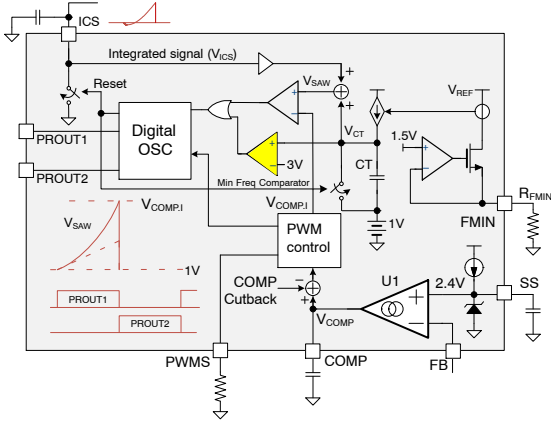 ICS
Integrated signal (VICS)
+
VSAW
+
Reset
+
−
+
VREF
PROUT1
Digital
OSC
VCT
1.5V
+
−
3V
+
−
CT
PROUT2
Min Freq Comparator
RFMIN
VCOMP.I
VCOMP.I
FMIN
VSAW
1V
PWM
control
1V
COMP
Cutback
−
+
U1
2.4V
SS
PROUT1
+
−
PROUT2
VCOMP
PWMS
COMP
FB